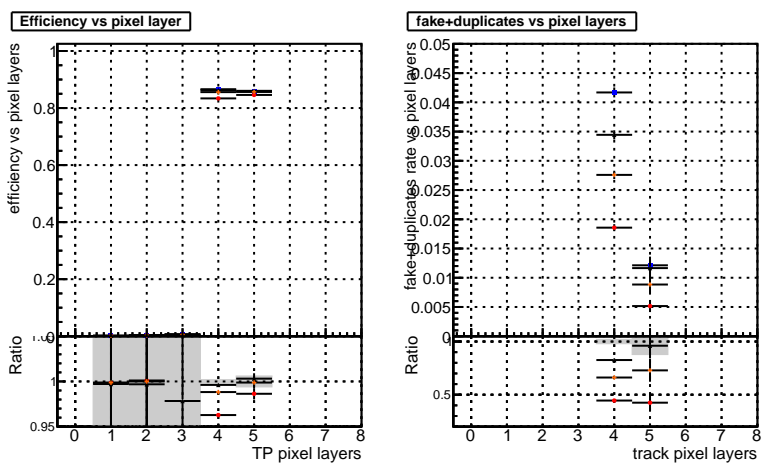 Efficiency vs pixel layer
efficiency vs pixel layers
1
0.8
0.6
0.4
0.2
0
Ratio
1
0.95
0 1 2 3 4 5 6 7 8
TP pixel layers
fake+duplicates vs pixel layers
fake+duplicates rate vs pixel layers
0.05
0.045
0.04
0.035
0.03
0.025
0.02
0.015
0.01
0.005
0
Ratio
1
0.5
0 1 2 3 4 5 6 7 8
track pixel layers